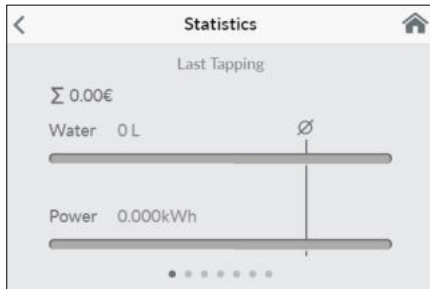 Statistics
Last Tapping
Σ 0.00€
Water 0 L Ø
Power 0.000kWh